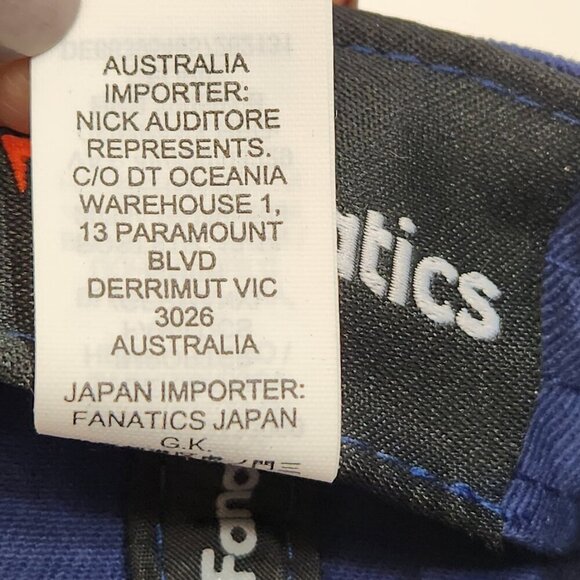 AUSTRALIA
IMPORTER:
NICK AUDITORE
REPRESENTS.
C/O DT OCEANIA
WAREHOUSE 1,
13 PARAMOUNT
BLVD
DERRIMUT VIC
3026
AUSTRALIA
JAPAN IMPORTER:
FANATICS JAPAN
G.K.
atics
Fana